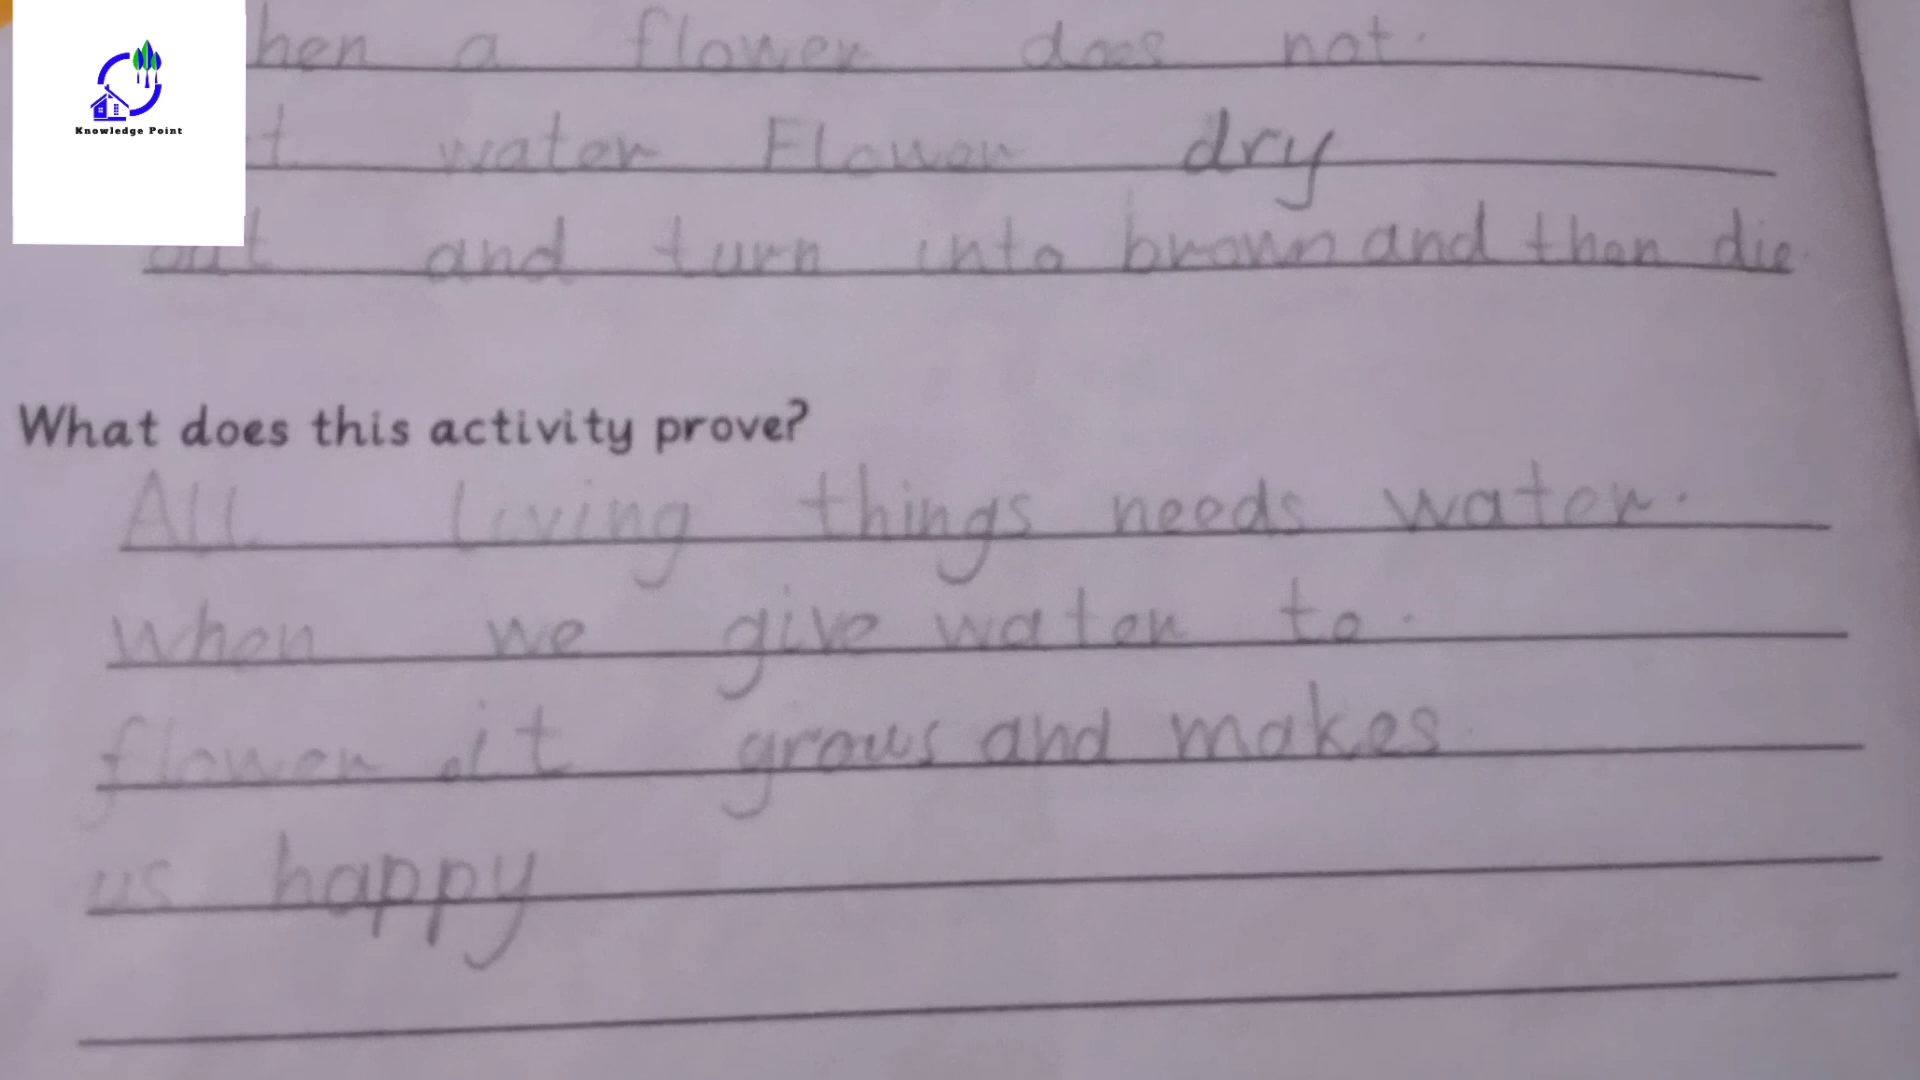 Knowledge Point
hen a flower does not.
t water Flower dry
out and turn into brown and then die.
What does this activity prove?
All living things needs water.
when we give water to.
flower it grows and makes
us happy